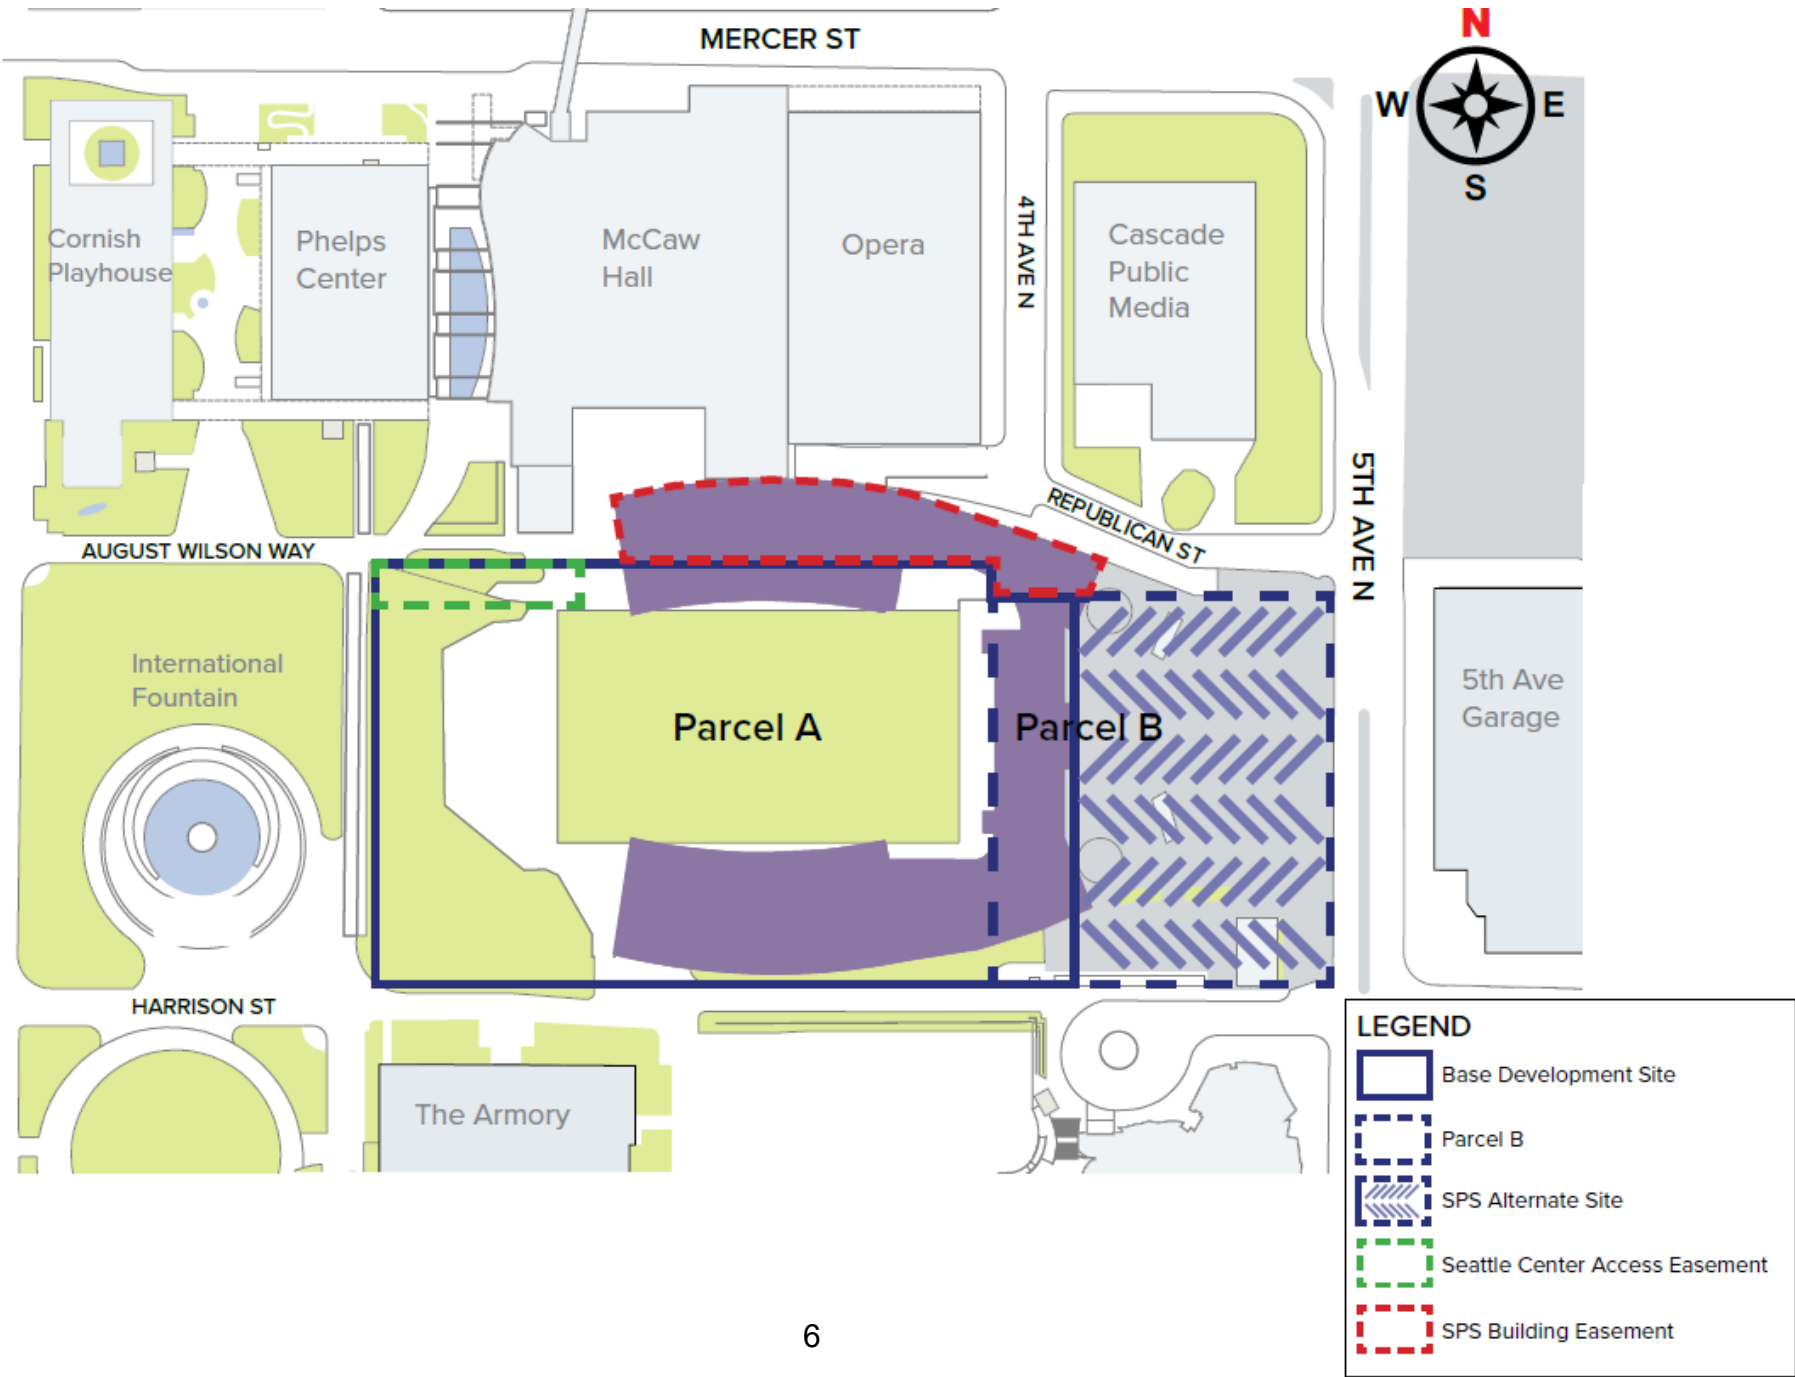 MERCER ST
N
W
E
S
Cornish
Playhouse
Phelps
Center
McCaw
Hall
Opera
4TH AVE N
Cascade
Public
Media
5TH AVE N
REPUBLICAN ST
AUGUST WILSON WAY
International
Fountain
Parcel A
Parcel B
5th Ave
Garage
HARRISON ST
The Armory
LEGEND
Base Development Site
Parcel B
SPS Alternate Site
Seattle Center Access Easement
SPS Building Easement
6